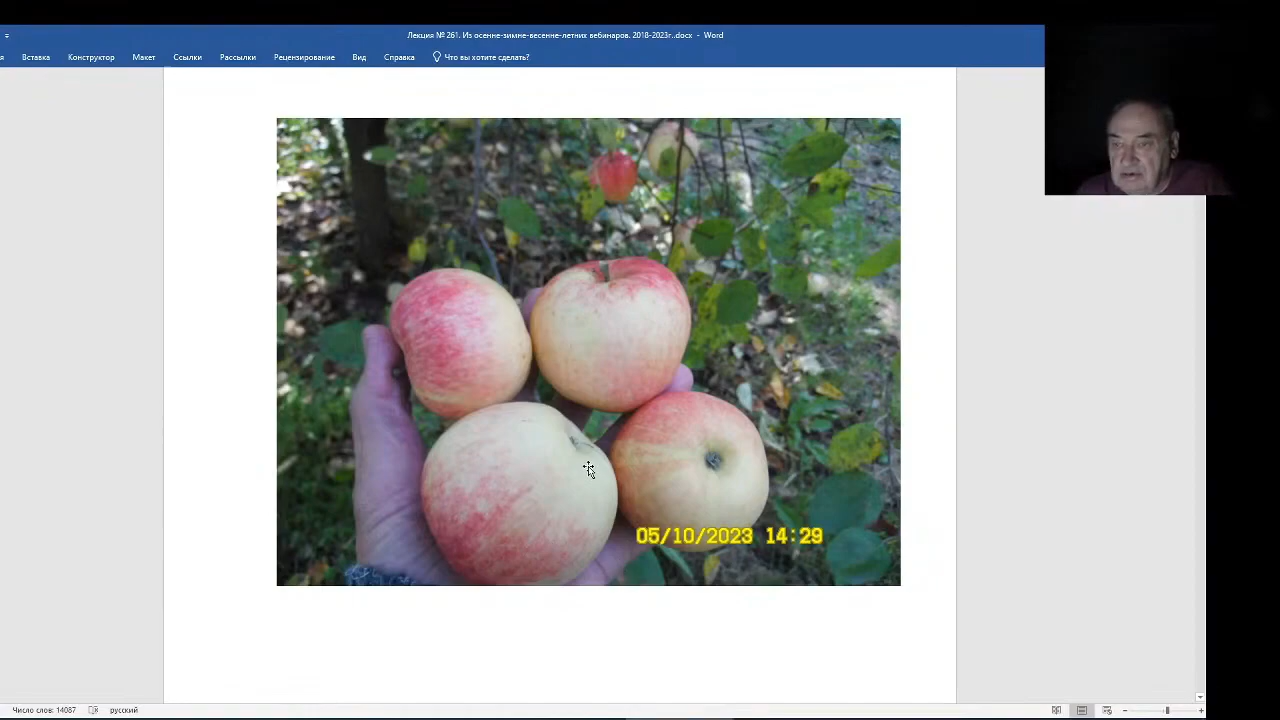 Лекция № 261. Из осенне-зимне-весенне-летних вебинаров. 2018-2023г..docx - Word
я Вставка Конструктор Макет Ссылки Рассылки Рецензирование Вид Справка Что вы хотите сделать?
05/10/2023 14:29
Число слов: 14087 русский